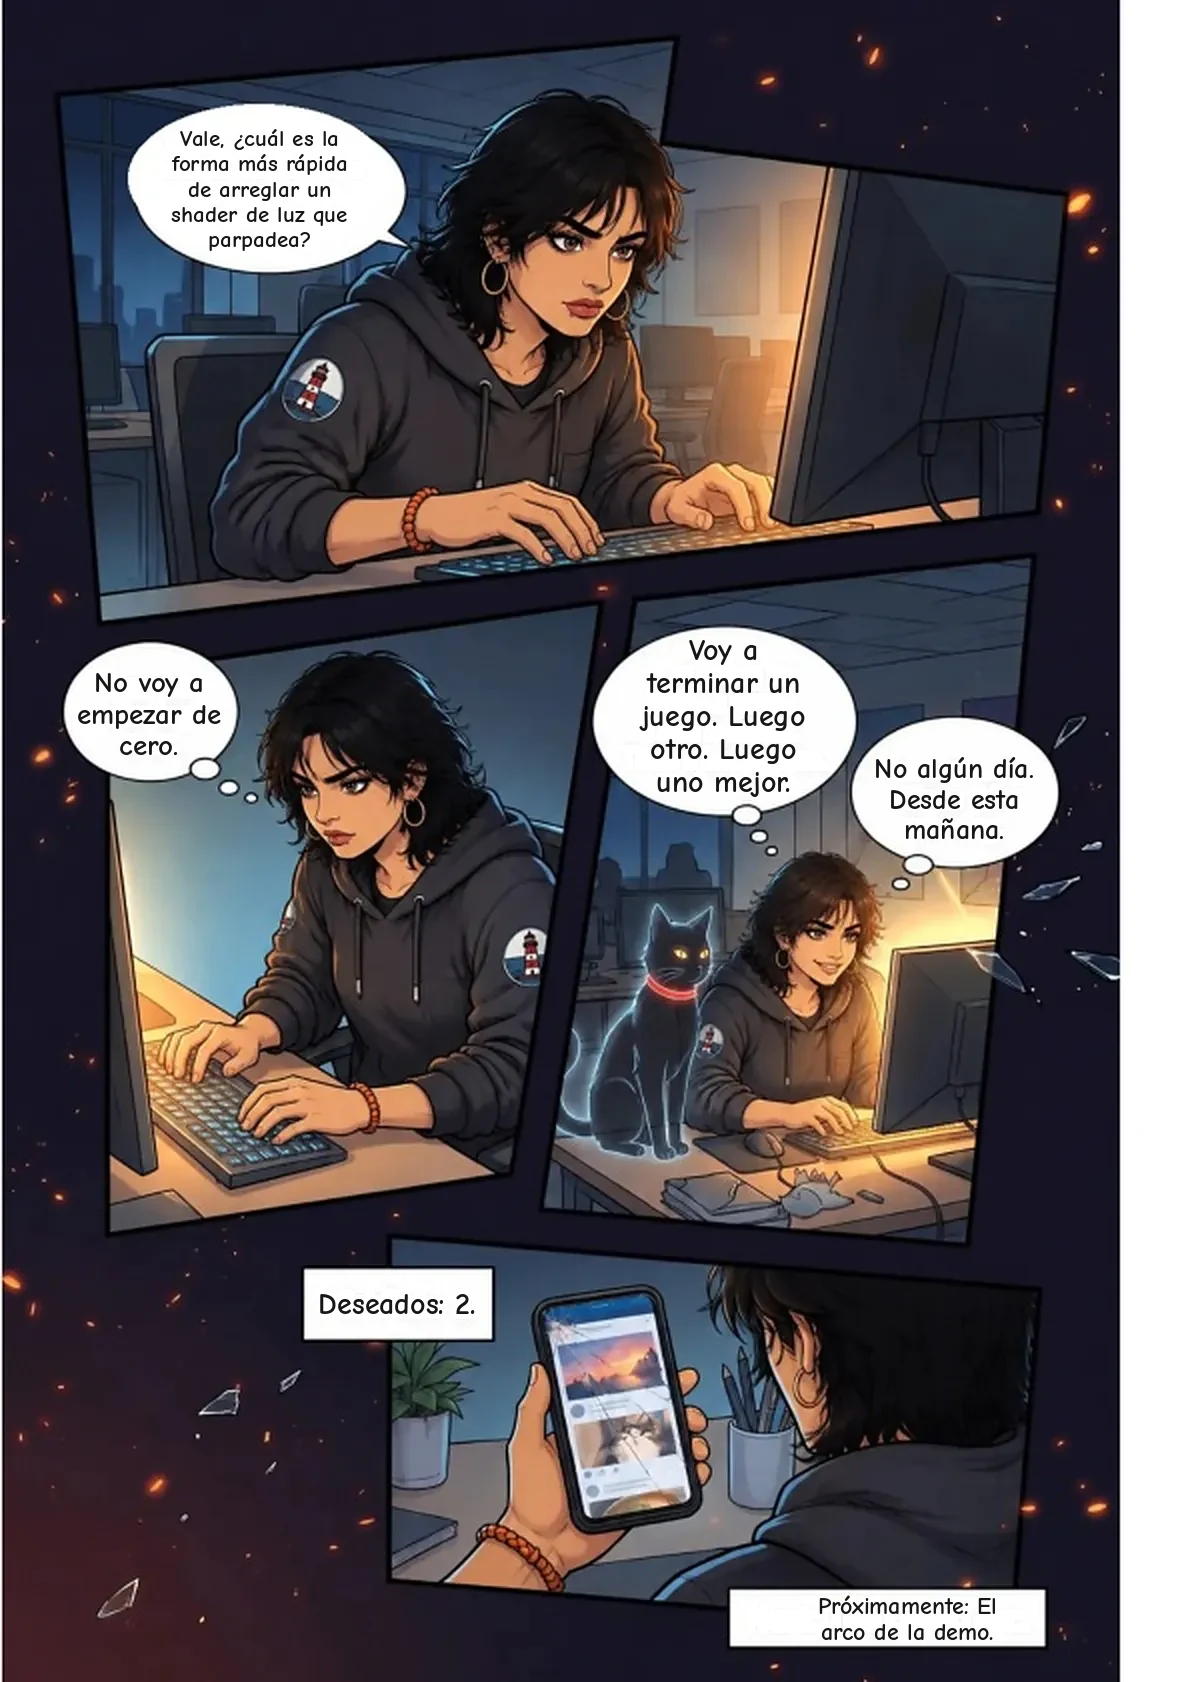 Vale, ¿cuál es la
forma más rápida
de arreglar un
shader de luz que
parpadea?
No voy a
empezar de
cero.
Voy a
terminar un
juego. Luego
otro. Luego
uno mejor.
No algún día.
Desde esta
mañana.
Deseados: 2.
Próximamente: El
arco de la demo.